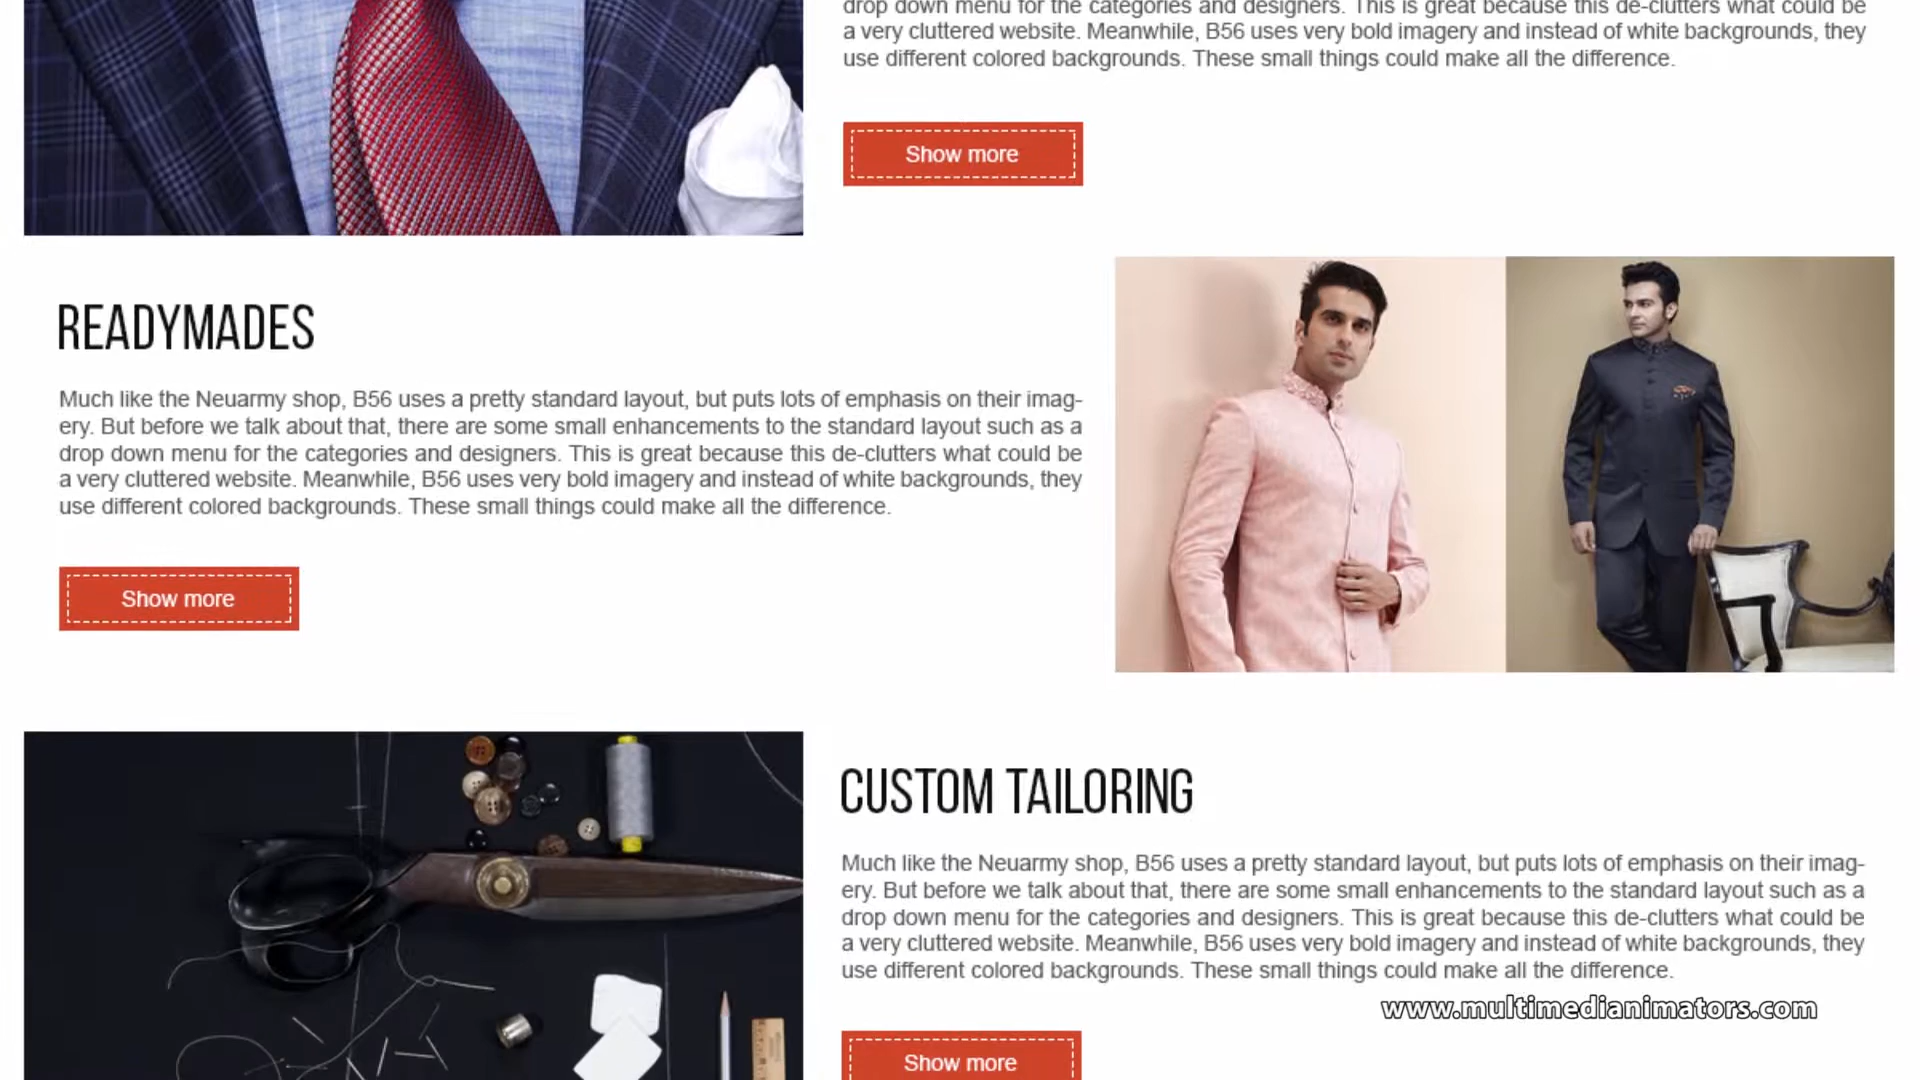 drop down menu for the categories and designers. This is great because this de-clutters what could be
a very cluttered website. Meanwhile, B56 uses very bold imagery and instead of white backgrounds, they
use different colored backgrounds. These small things could make all the difference.
Show more
READYMADES
Much like the Neuarmy shop, B56 uses a pretty standard layout, but puts lots of emphasis on their imag-
ery. But before we talk about that, there are some small enhancements to the standard layout such as a
drop down menu for the categories and designers. This is great because this de-clutters what could be
a very cluttered website. Meanwhile, B56 uses very bold imagery and instead of white backgrounds, they
use different colored backgrounds. These small things could make all the difference.
Show more
CUSTOM TAILORING
Much like the Neuarmy shop, B56 uses a pretty standard layout, but puts lots of emphasis on their imag-
ery. But before we talk about that, there are some small enhancements to the standard layout such as a
drop down menu for the categories and designers. This is great because this de-clutters what could be
a very cluttered website. Meanwhile, B56 uses very bold imagery and instead of white backgrounds, they
use different colored backgrounds. These small things could make all the difference.
www.multimedianimators.com
Show more